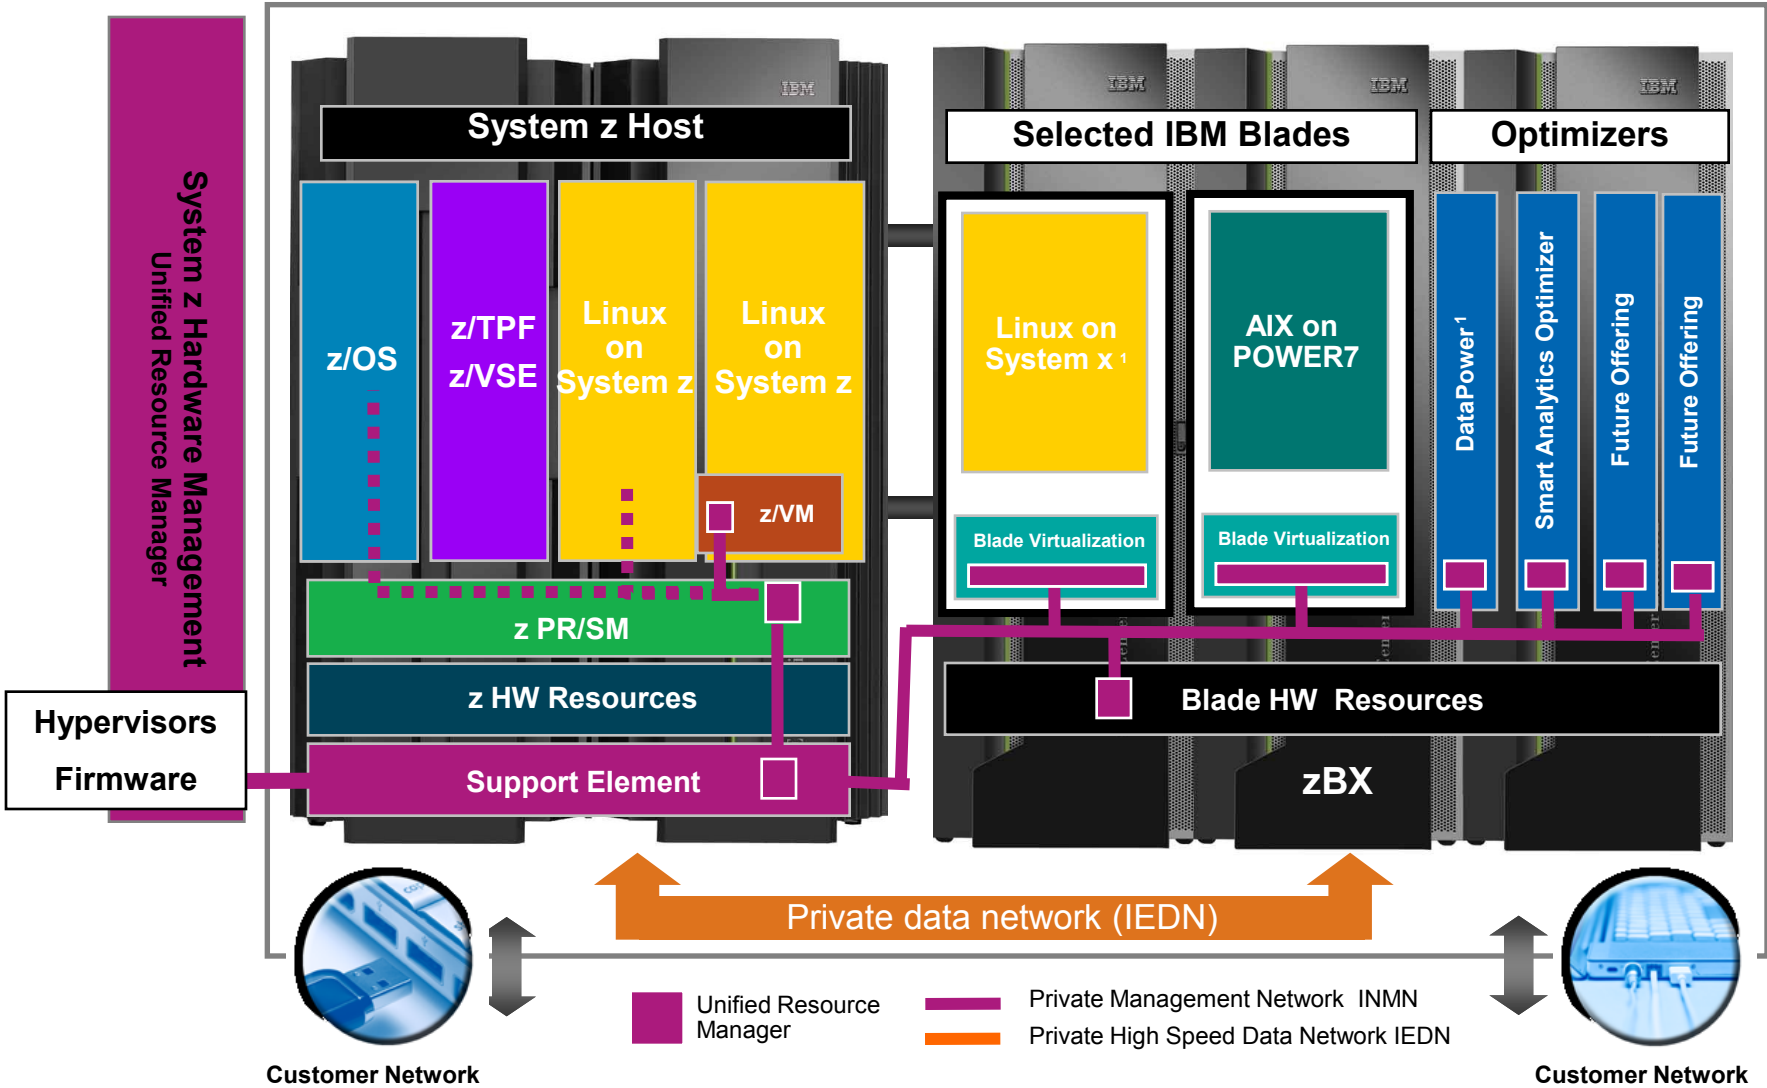 System z Hardware Management
Unified Resource Manager
Hypervisors
Firmware
IBM
System z Host
z/OS
z/TPF
z/VSE
Linux
on
System z
Linux
on
System z
z/VM
z PR/SM
z HW Resources
Support Element
IBM
IBM
IBM
Selected IBM Blades
Optimizers
Linux on
System x 1
AIX on
POWER7
Blade Virtualization
Blade Virtualization
DataPower1
Smart Analytics Optimizer
Future Offering
Future Offering
Blade HW Resources
zBX
Private data network (IEDN)
Unified Resource
Manager
Private Management Network INMN
Private High Speed Data Network IEDN
Customer Network
Customer Network